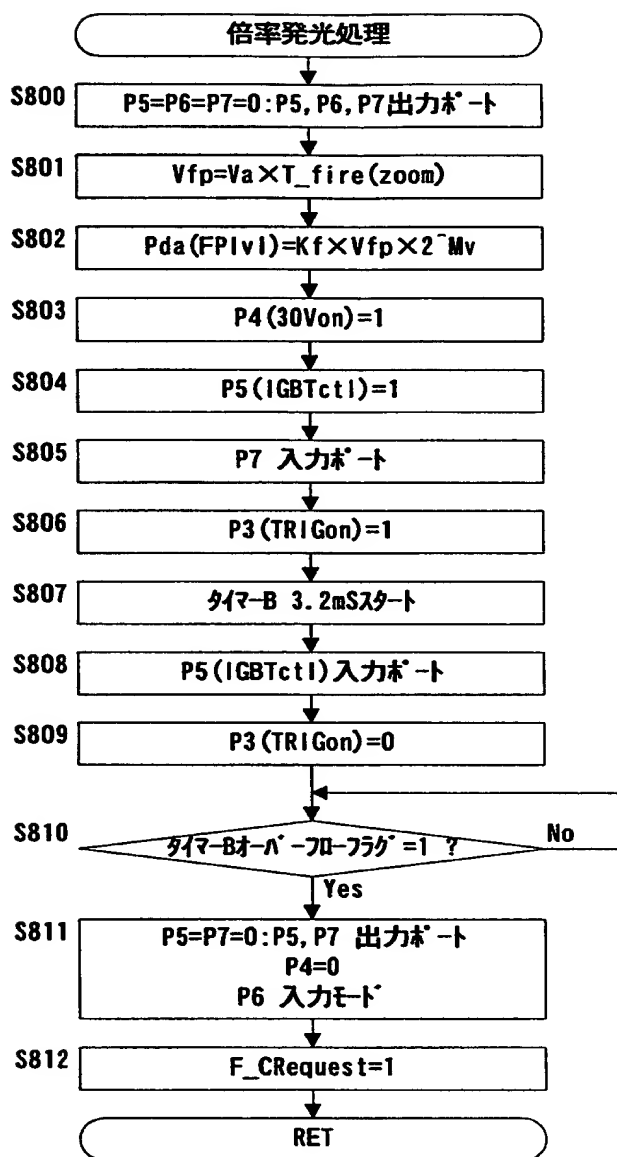 倍率発光処理
S800
P5=P6=P7=0:P5,P6,P7出力ﾎﾟｰﾄ
S801
Vfp=Va×T_fire(zoom)
S802
Pda(FPlvl)=Kf×Vfp×2^Mv
S803
P4(30Von)=1
S804
P5(IGBTctl)=1
S805
P7 入力ﾎﾟｰﾄ
S806
P3(TRIGon)=1
S807
ﾀｲﾏｰB 3.2mSｽﾀｰﾄ
S808
P5(IGBTctl)入力ﾎﾟｰﾄ
S809
P3(TRIGon)=0
S810
ﾀｲﾏｰBｵｰﾊﾞｰﾌﾛｰﾌﾗｸﾞ=1 ?
No
Yes
S811
P5=P7=0:P5,P7 出力ﾎﾟｰﾄ
P4=0
P6 入力ﾓｰﾄﾞ
S812
F_CRequest=1
RET